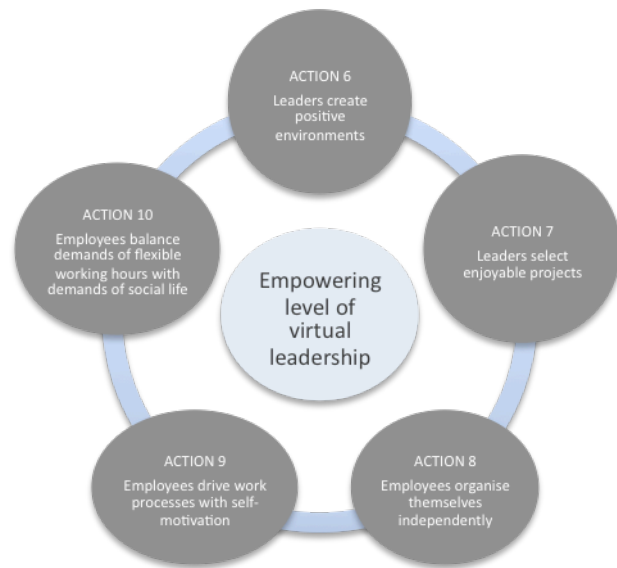 ACTION 6
Leaders create
positive
environments
ACTION 7
Leaders select
enjoyable projects
ACTION 8
Employees organise
themselves
independently
ACTION 9
Employees drive work
processes with self-
motivation
ACTION 10
Employees balance
demands of flexible
working hours with
demands of social life
Empowering
level of
virtual
leadership